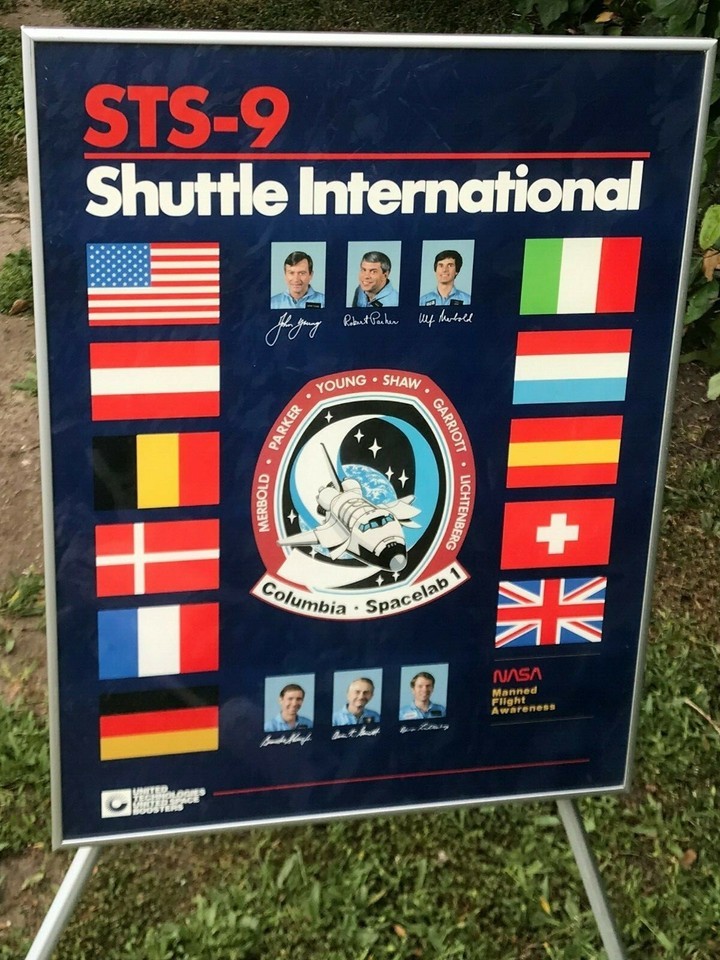 STS-9
Shuttle International
John Young
Robert Parker
Ulf Merbold
MERBOLD • PARKER • YOUNG • SHAW • GARRIOTT • LICHTENBERG
Columbia · Spacelab 1
NASA
Manned
Flight
Awareness
UNITED
TECHNOLOGIES
UNITED SPACE
BOOSTERS